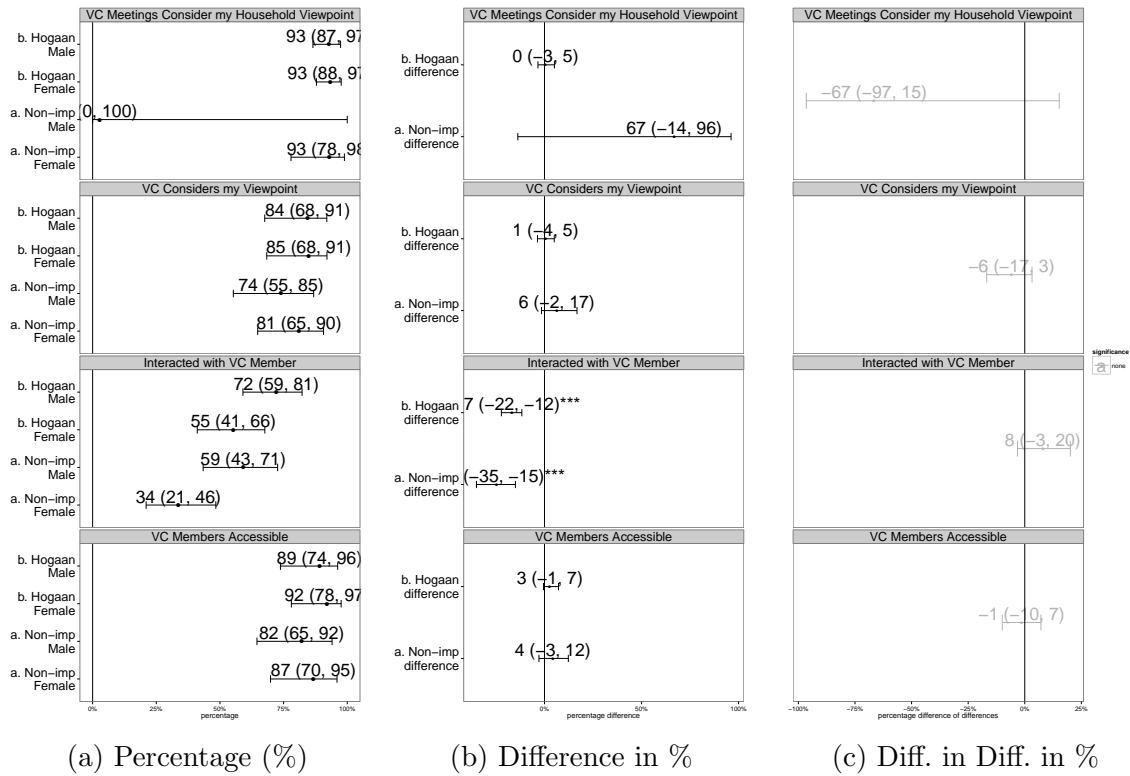 VC Meetings Consider my Household Viewpoint
b. Hogaan
Male
93 (87, 97
b. Hogaan
Female
93 (88, 97
a. Non−imp
Male
0, 100)
a. Non−imp
Female
93 (78, 98
VC Considers my Viewpoint
b. Hogaan
Male
84 (68, 91)
b. Hogaan
Female
85 (68, 91)
a. Non−imp
Male
74 (55, 85)
a. Non−imp
Female
81 (65, 90)
Interacted with VC Member
b. Hogaan
Male
72 (59, 81)
b. Hogaan
Female
55 (41, 66)
a. Non−imp
Male
59 (43, 71)
a. Non−imp
Female
34 (21, 46)
VC Members Accessible
b. Hogaan
Male
89 (74, 96)
b. Hogaan
Female
92 (78, 97
a. Non−imp
Male
82 (65, 92)
a. Non−imp
Female
87 (70, 95)
0% 50% 100%
percentage
(a) Percentage (%)
VC Meetings Consider my Household Viewpoint
b. Hogaan
difference
0 (−3, 5)
a. Non−imp
difference
67 (−14, 96)
VC Considers my Viewpoint
b. Hogaan
difference
1 (−4, 5)
a. Non−imp
difference
6 (−2, 17)
Interacted with VC Member
b. Hogaan
difference
7 (−22, −12)***
a. Non−imp
difference
(−35, −15)***
VC Members Accessible
b. Hogaan
difference
3 (−1, 7)
a. Non−imp
difference
4 (−3, 12)
0% 50% 100%
percentage difference
(b) Difference in %
VC Meetings Consider my Household Viewpoint
−67 (−97, 15)
VC Considers my Viewpoint
−6 (−17, 3)
Interacted with VC Member
8 (−3, 20)
VC Members Accessible
−1 (−10, 7)
−100% −75% −50% −25% 0% 25%
percentage difference of differences
(c) Diff. in Diff. in %
significance
a none